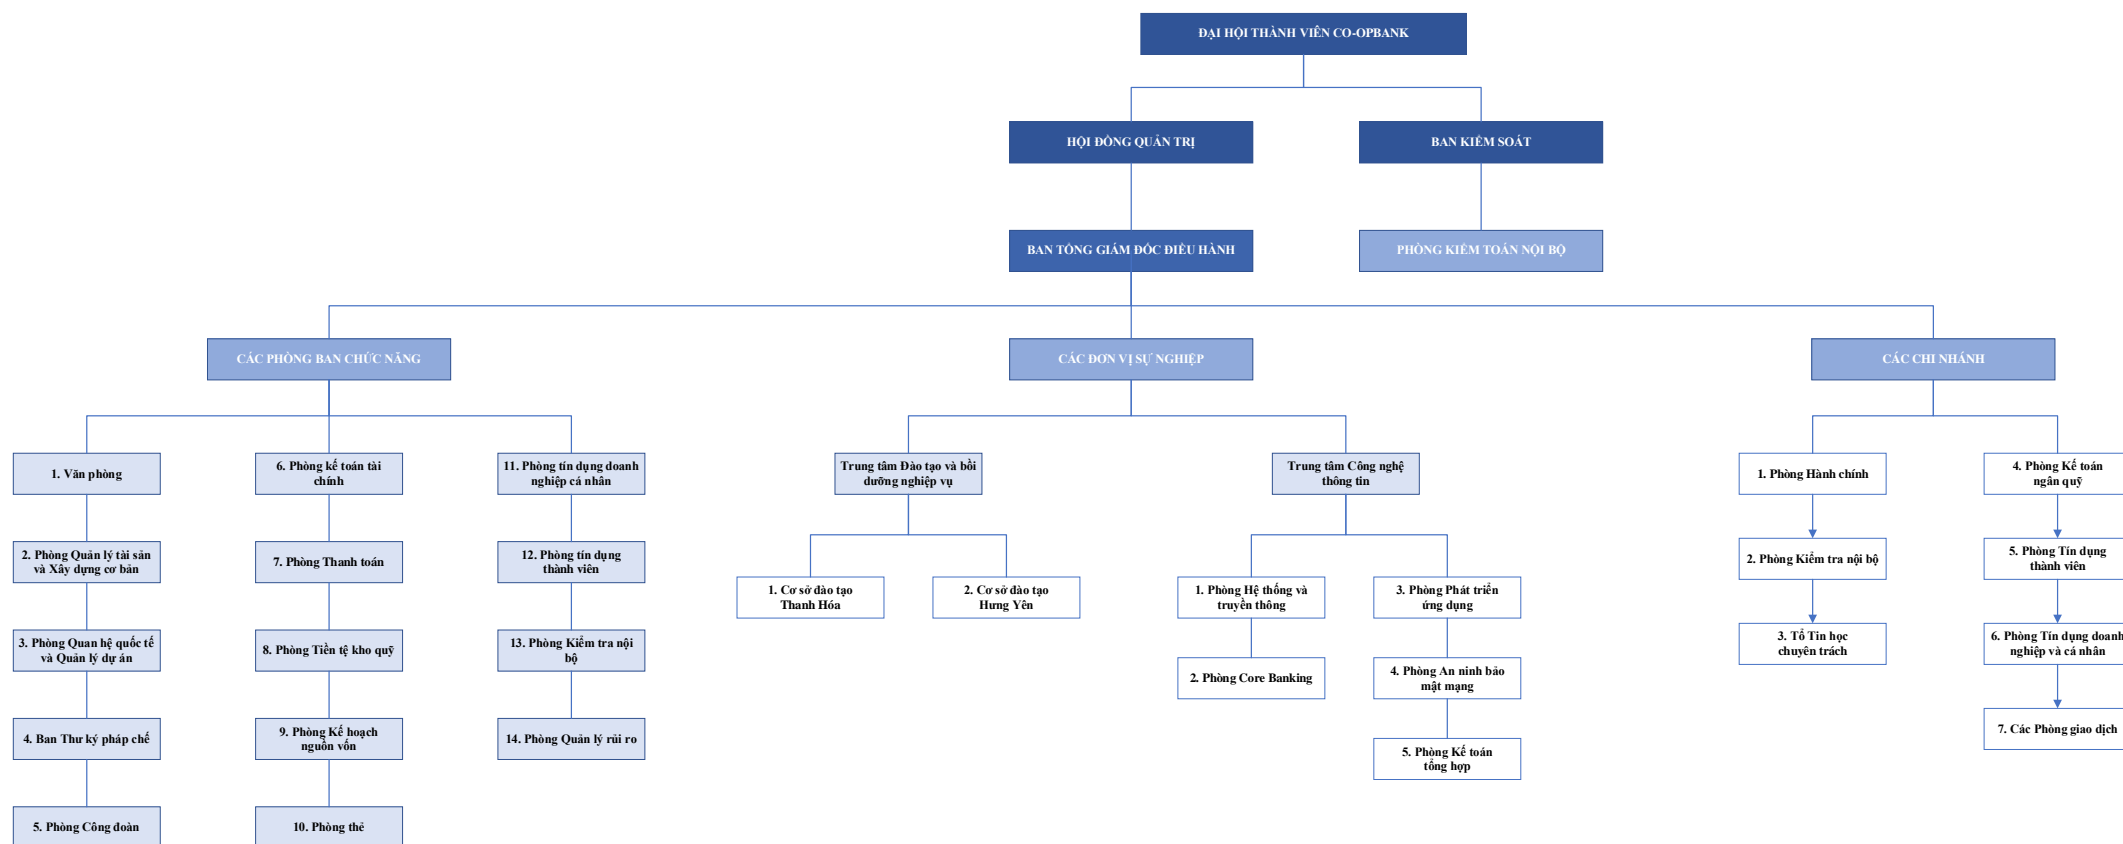 ĐẠI HỘI THÀNH VIÊN CO-OPBANK
HỘI ĐỒNG QUẢN TRỊ
BAN KIỂM SOÁT
BAN TỔNG GIÁM ĐỐC ĐIỀU HÀNH
PHÒNG KIỂM TOÁN NỘI BỘ
CÁC PHÒNG BAN CHỨC NĂNG
CÁC ĐƠN VỊ SỰ NGHIỆP
CÁC CHI NHÁNH
1. Văn phòng
2. Phòng Quản lý tài sản
và Xây dựng cơ bản
3. Phòng Quan hệ quốc tế
và Quản lý dự án
4. Ban Thư ký pháp chế
5. Phòng Công đoàn
6. Phòng kế toán tài
chính
7. Phòng Thanh toán
8. Phòng Tiền tệ kho quỹ
9. Phòng Kế hoạch
nguồn vốn
10. Phòng thẻ
11. Phòng tín dụng doanh
nghiệp cá nhân
12. Phòng tín dụng
thành viên
13. Phòng Kiểm tra nội
bộ
14. Phòng Quản lý rủi ro
Trung tâm Đào tạo và bồi
dưỡng nghiệp vụ
1. Cơ sở đào tạo
Thanh Hóa
2. Cơ sở đào tạo
Hưng Yên
Trung tâm Công nghệ
thông tin
1. Phòng Hệ thống và
truyền thông
2. Phòng Core Banking
3. Phòng Phát triển
ứng dụng
4. Phòng An ninh bảo
mật mạng
5. Phòng Kế toán
tổng hợp
1. Phòng Hành chính
2. Phòng Kiểm tra nội bộ
3. Tổ Tin học
chuyên trách
4. Phòng Kế toán
ngân quỹ
5. Phòng Tín dụng
thành viên
6. Phòng Tín dụng doanh
nghiệp và cá nhân
7. Các Phòng giao dịch